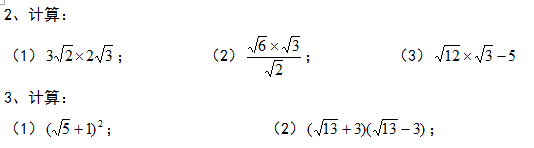 2、计算：
（1）3√2×2√3； （2）(√6×√3)/√2； （3）√12×√3−5
3、计算：
（1）(√5+1)²； （2）(√13+3)(√13−3)；